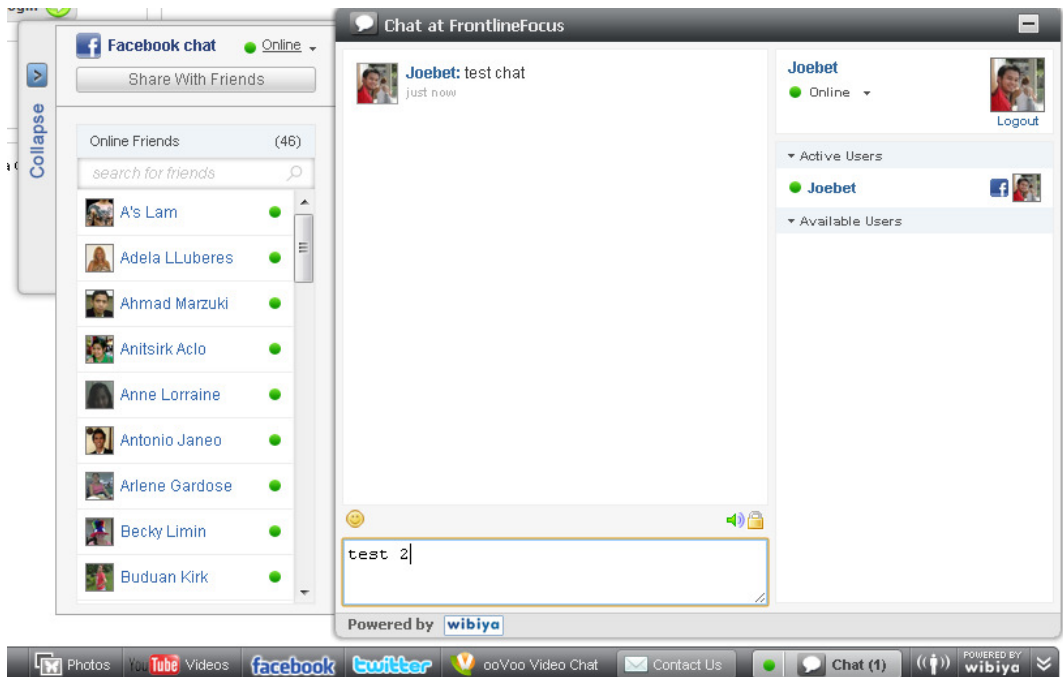 Collapse
Facebook chat
Online
Share With Friends
Online Friends (46)
search for friends
A's Lam
Adela LLuberes
Ahmad Marzuki
Anitsirk Aclo
Anne Lorraine
Antonio Janeo
Arlene Gardose
Becky Limin
Buduan Kirk
Chat at FrontlineFocus
Joebet: test chat
just now
test 2
Powered by wibiya
Joebet
Online
Logout
Active Users
Joebet
Available Users
Photos
YouTube Videos
facebook
twitter
ooVoo Video Chat
Contact Us
Chat (1)
POWERED BY
wibiya